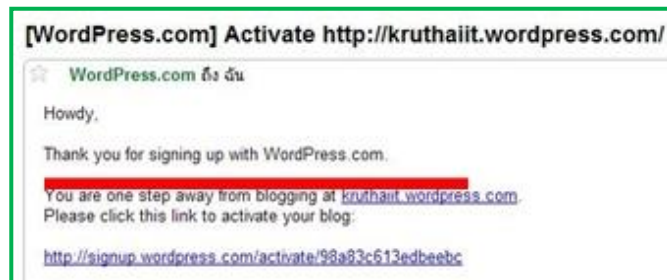 [WordPress.com] Activate http://kruthaiit.wordpress.com/
WordPress.com ถึง ฉัน
Howdy,
Thank you for signing up with WordPress.com.
You are one step away from blogging at kruthaiit.wordpress.com.
Please click this link to activate your blog:
http://signup.wordpress.com/activate/98a83c613edbeebc